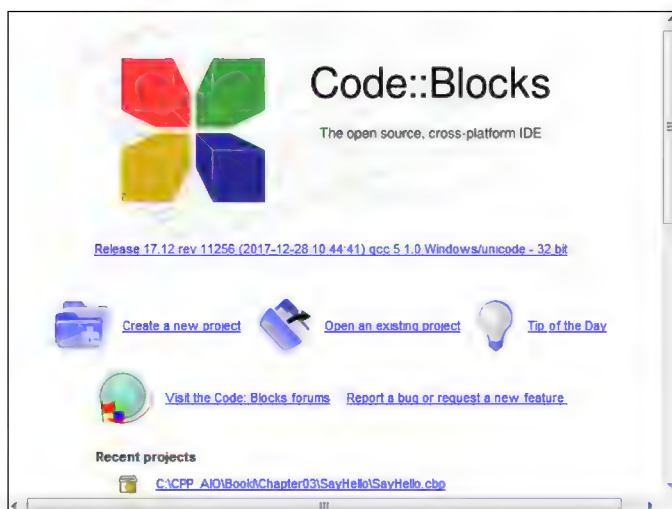 Code::Blocks
The open source, cross-platform IDE
Release 17.12 rev 11256 (2017-12-28 10:44:41) gcc 5.1.0 Windows/unicode - 32 bit
Create a new project Open an existing project Tip of the Day
Visit the Code::Blocks forums Report a bug or request a new feature
Recent projects
C:\CPP_AIO\Book\Chapter03\SayHello\SayHello.cbp